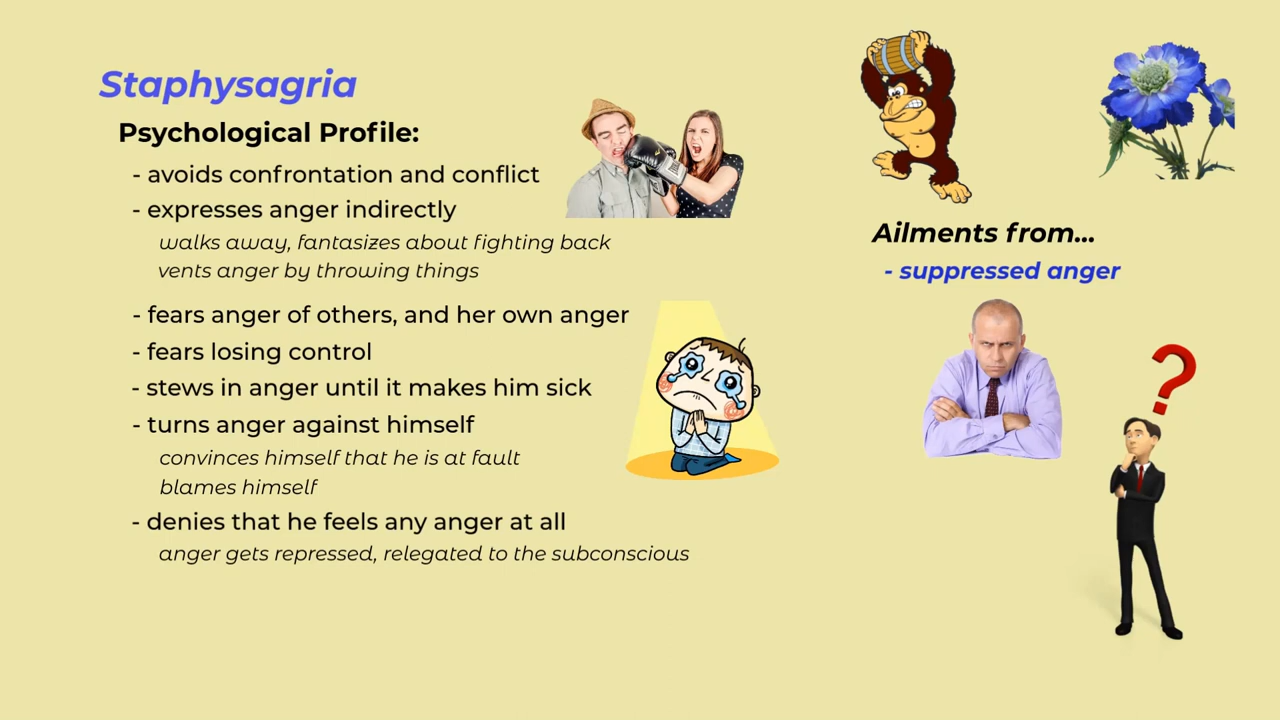 Staphysagria
Psychological Profile:
- avoids confrontation and conflict
- expresses anger indirectly
walks away, fantasizes about fighting back
vents anger by throwing things
- fears anger of others, and her own anger
- fears losing control
- stews in anger until it makes him sick
- turns anger against himself
convinces himself that he is at fault
blames himself
- denies that he feels any anger at all
anger gets repressed, relegated to the subconscious
Ailments from...
- suppressed anger
?